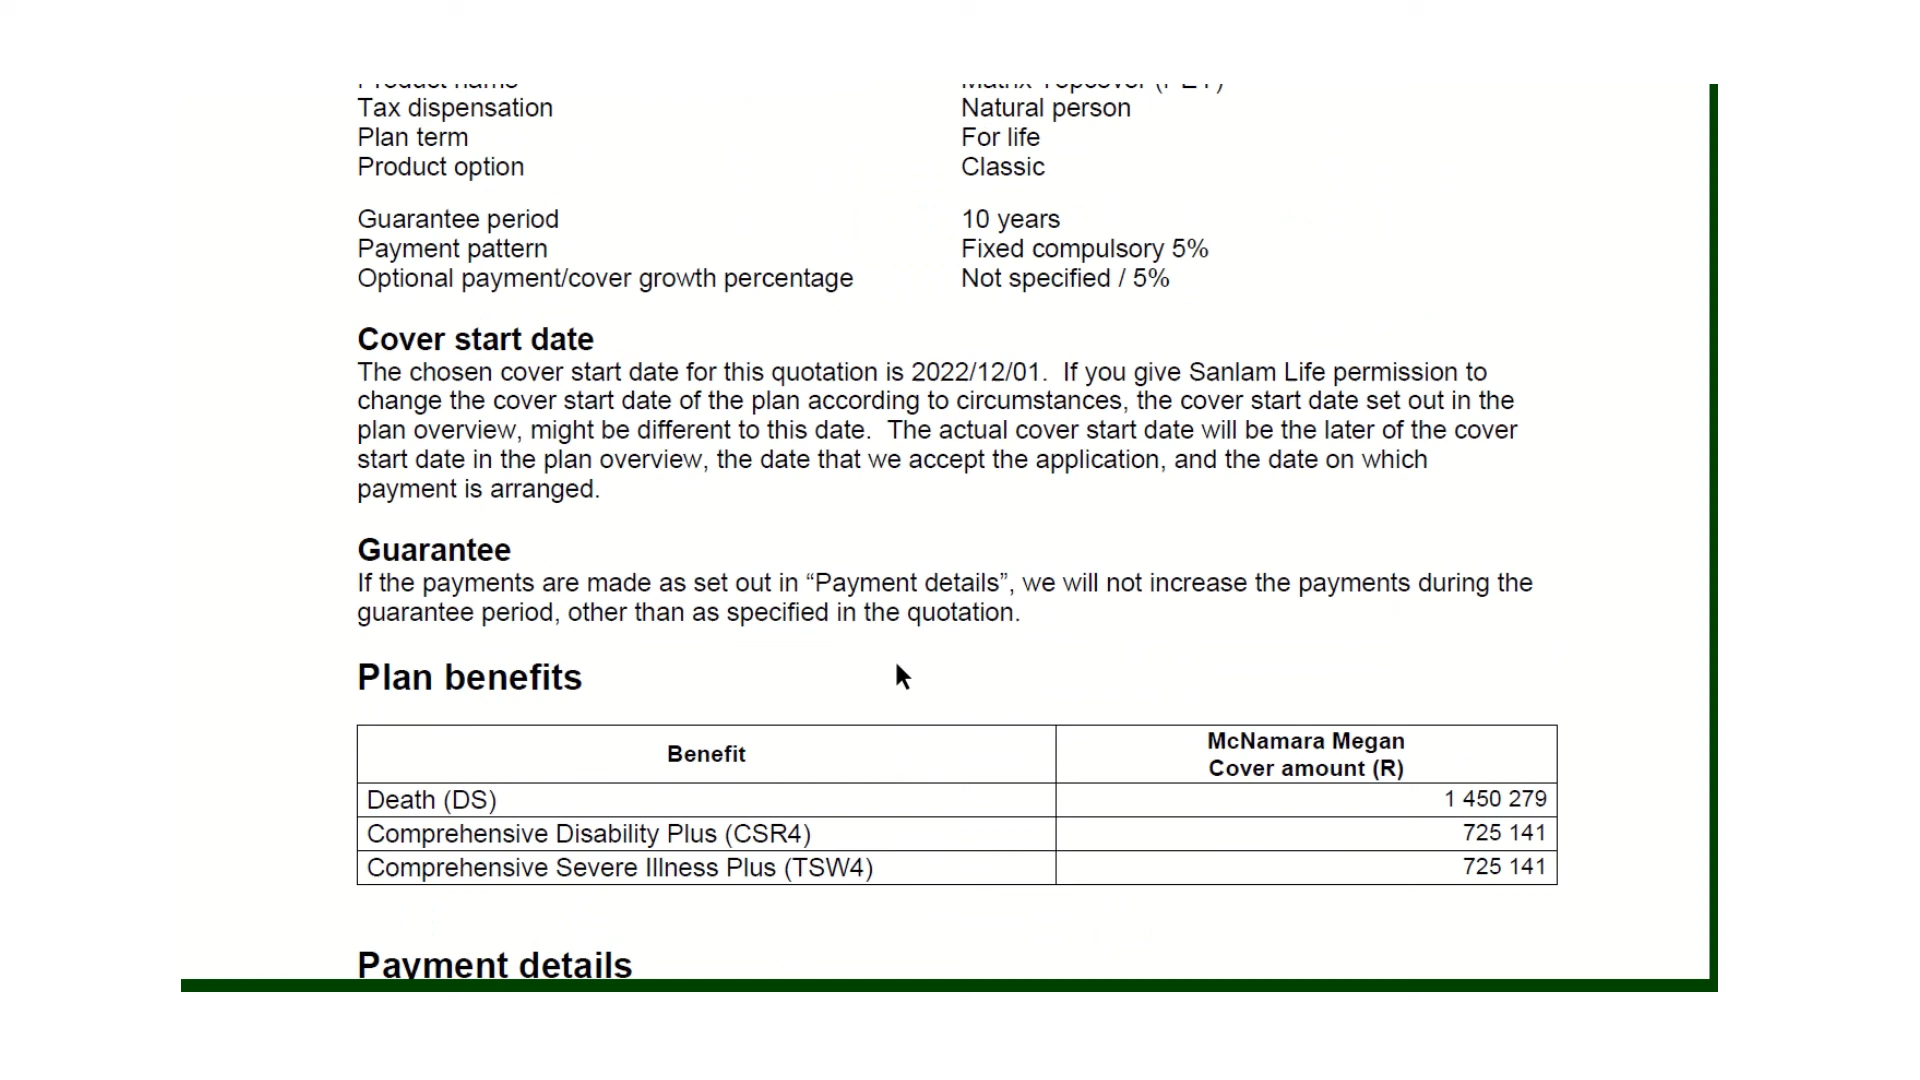 Tax dispensation Natural person
Plan term For life
Product option Classic
Guarantee period 10 years
Payment pattern Fixed compulsory 5%
Optional payment/cover growth percentage Not specified / 5%
Cover start date
The chosen cover start date for this quotation is 2022/12/01.  If you give Sanlam Life permission to
change the cover start date of the plan according to circumstances, the cover start date set out in the
plan overview, might be different to this date.  The actual cover start date will be the later of the cover
start date in the plan overview, the date that we accept the application, and the date on which
payment is arranged.
Guarantee
If the payments are made as set out in “Payment details”, we will not increase the payments during the
guarantee period, other than as specified in the quotation.
Plan benefits
Benefit McNamara Megan
Cover amount (R)
Death (DS) 1 450 279
Comprehensive Disability Plus (CSR4) 725 141
Comprehensive Severe Illness Plus (TSW4) 725 141
Payment details